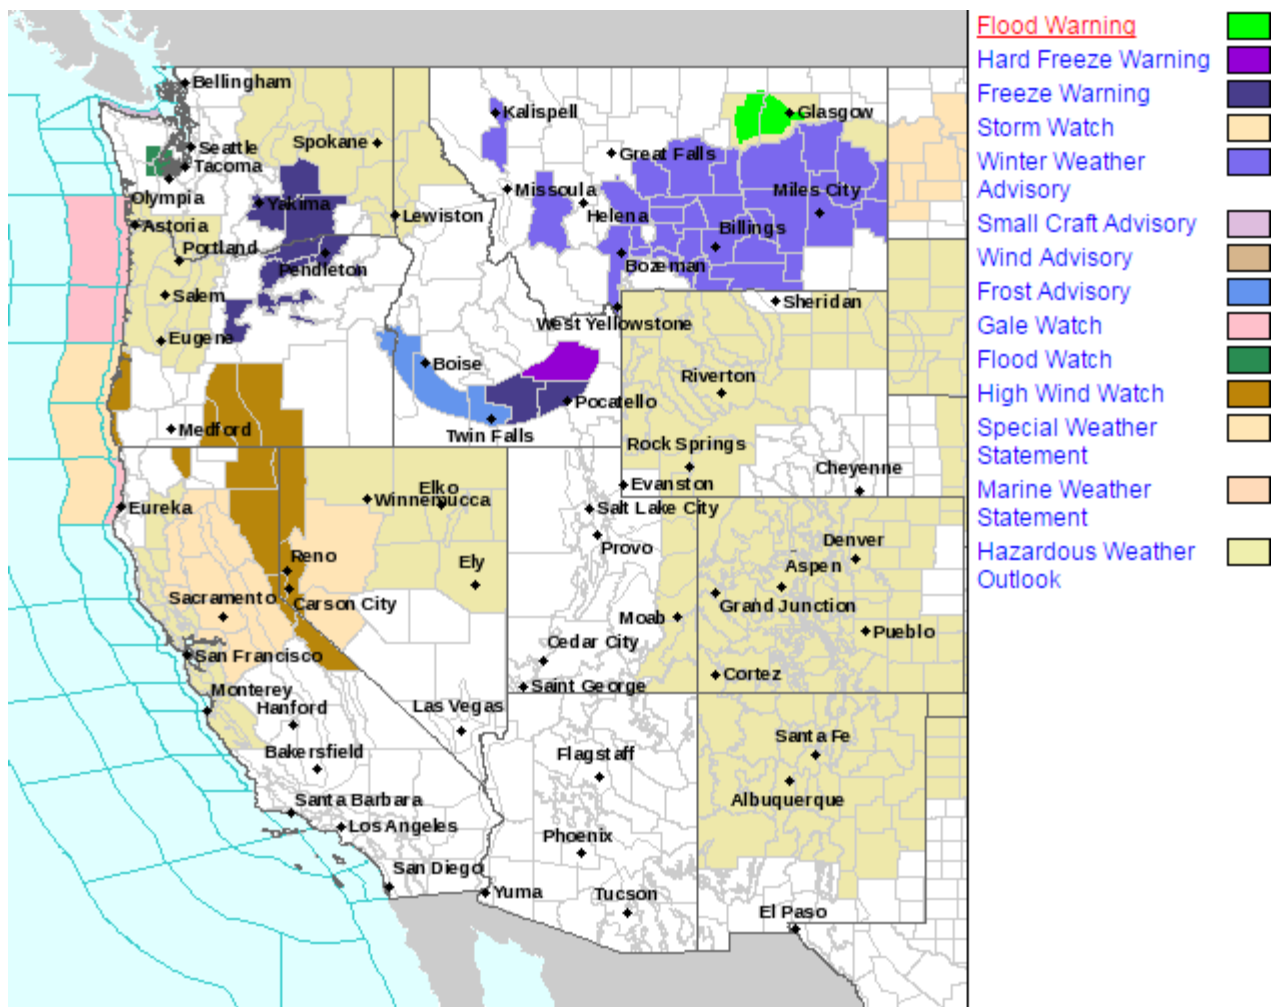 Flood Warning
Hard Freeze Warning
Freeze Warning
Storm Watch
Winter Weather
Advisory
Small Craft Advisory
Wind Advisory
Frost Advisory
Gale Watch
Flood Watch
High Wind Watch
Special Weather
Statement
Marine Weather
Statement
Hazardous Weather
Outlook
Bellingham
Kalispell
Glasgow
Seattle
Spokane
Great Falls
Tacoma
Olympia
Yakima
Missoula
Miles City
Lewiston
Helena
Astoria
Billings
Portland
Pendleton
Bozeman
Salem
Sheridan
West Yellowstone
Eugene
Boise
Riverton
Pocatello
Medford
Twin Falls
Rock Springs
Cheyenne
Evanston
Elko
Winnemucca
Eureka
Salt Lake City
Provo
Denver
Reno
Ely
Aspen
Sacramento
Carson City
Grand Junction
Moab
Pueblo
Cedar City
San Francisco
Cortez
Saint George
Monterey
Hanford
Las Vegas
Santa Fe
Bakersfield
Flagstaff
Albuquerque
Santa Barbara
Los Angeles
Phoenix
San Diego
Yuma
Tucson
El Paso